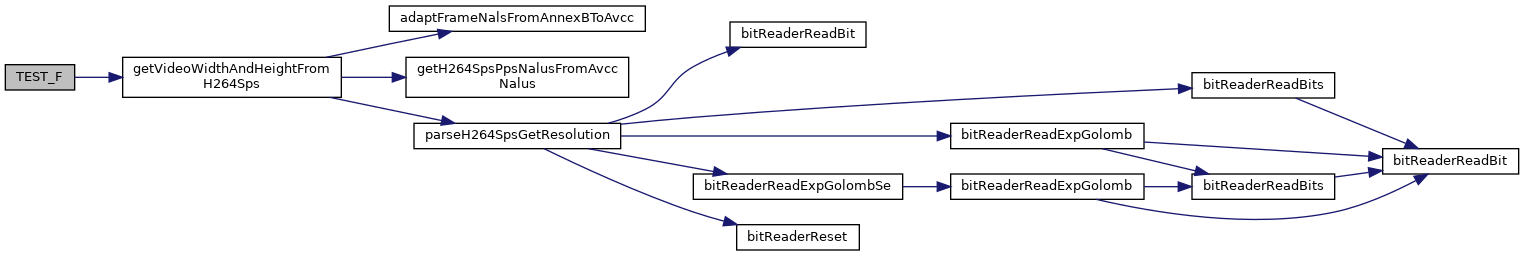 TEST_F
getVideoWidthAndHeightFrom
H264Sps
adaptFrameNalsFromAnnexBToAvcc
getH264SpsPpsNalusFromAvcc
Nalus
parseH264SpsGetResolution
bitReaderReadBit
bitReaderReadBits
bitReaderReadExpGolomb
bitReaderReadExpGolombSe
bitReaderReset
bitReaderReadExpGolomb
bitReaderReadBits
bitReaderReadBit